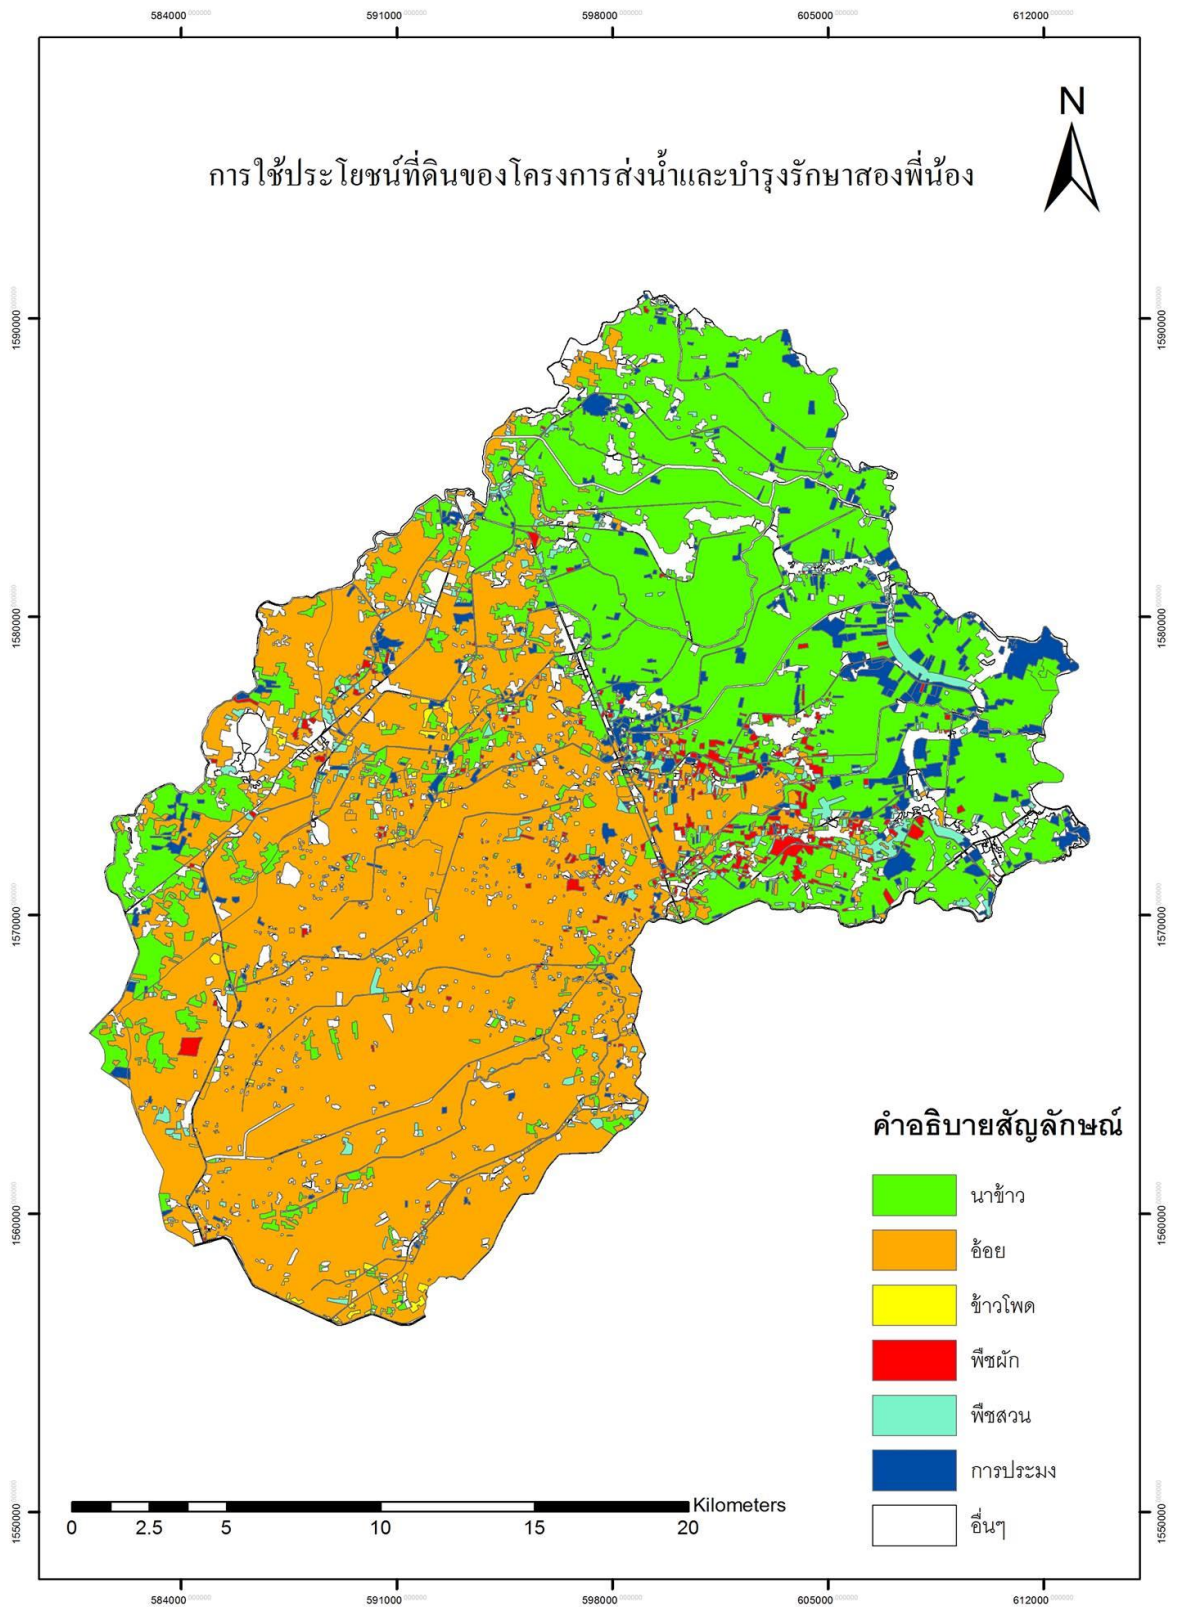 584000 591000 598000 605000 612000
N
การใช้ประโยชน์ที่ดินของโครงการส่งน้ำและบำรุงรักษาสองพี่น้อง
1590000 1590000
1580000 1580000
1570000 1570000
คำอธิบายสัญลักษณ์
นาข้าว
1560000 1560000
อ้อย
ข้าวโพด
พืชผัก
พืชสวน
การประมง
Kilometers
1550000 1550000
0 2.5 5 10 15 20
อื่นๆ
584000 591000 598000 605000 612000